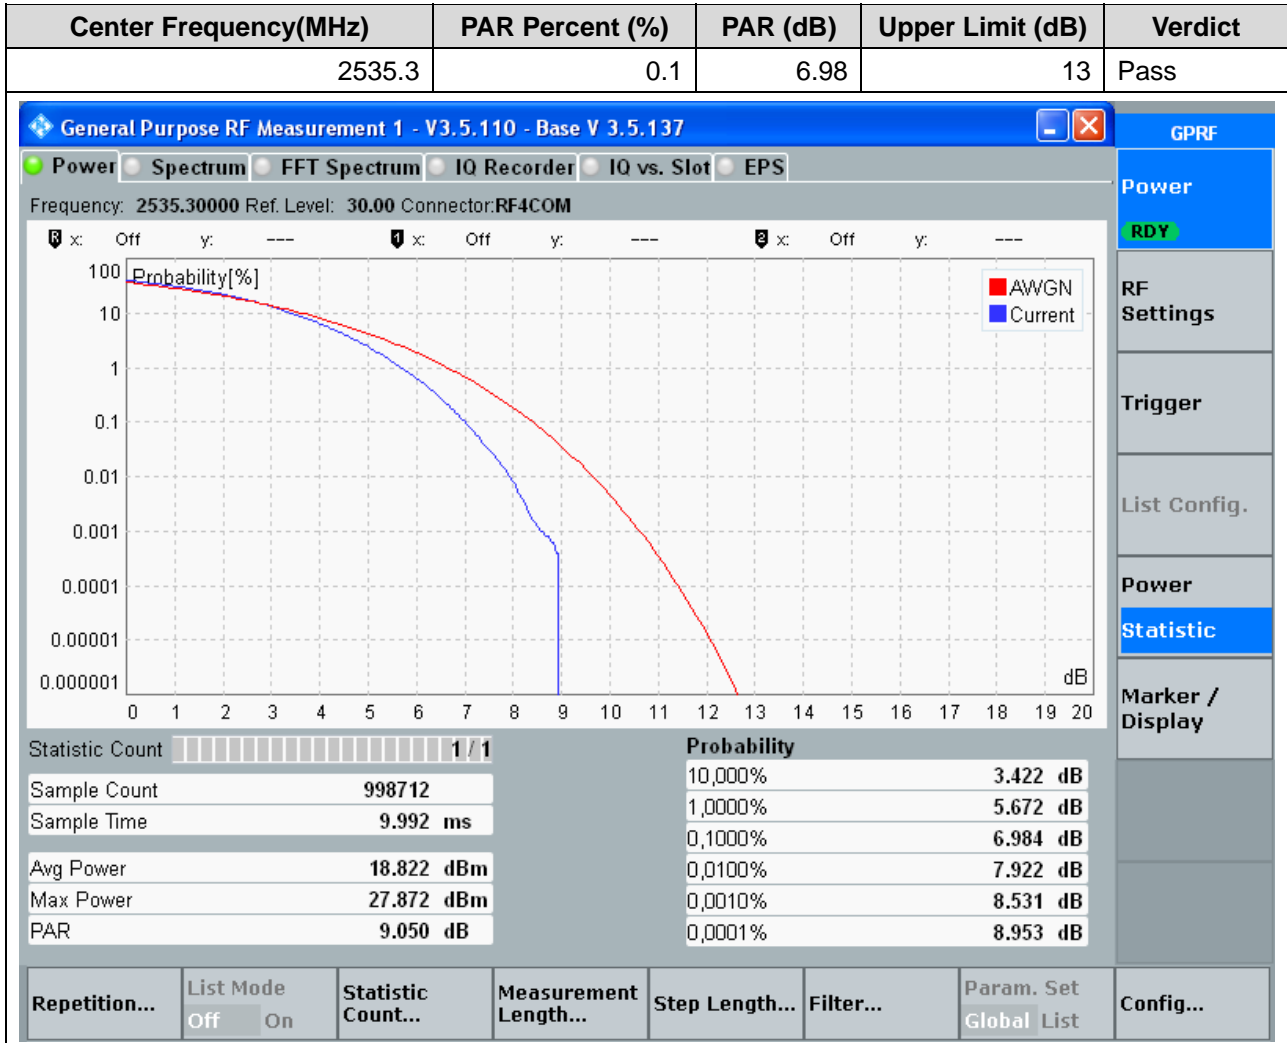 Center Frequency(MHz) PAR Percent (%) PAR (dB) Upper Limit (dB) Verdict
2535.3 0.1 6.98 13 Pass
General Purpose RF Measurement 1 - V3.5.110 - Base V 3.5.137
GPRF
Power Spectrum FFT Spectrum IQ Recorder IQ vs. Slot EPS
Frequency: 2535.30000 Ref. Level: 30.00 Connector:RF4COM
R x: Off y: --- 1 x: Off y: --- 2 x: Off y: ---
Probability[%]
100
10
1
0.1
0.01
0.001
0.0001
0.00001
0.000001
AWGN
Current
dB
0 1 2 3 4 5 6 7 8 9 10 11 12 13 14 15 16 17 18 19 20
Statistic Count 1 / 1
Sample Count 998712
Sample Time 9.992 ms
Avg Power 18.822 dBm
Max Power 27.872 dBm
PAR 9.050 dB
Probability
10,000% 3.422 dB
1,0000% 5.672 dB
0,1000% 6.984 dB
0,0100% 7.922 dB
0,0010% 8.531 dB
0,0001% 8.953 dB
Power
RDY
RF
Settings
Trigger
List Config.
Power
Statistic
Marker /
Display
Repetition...
List Mode
Off On
Statistic
Count...
Measurement
Length...
Step Length...
Filter...
Param. Set
Global List
Config...